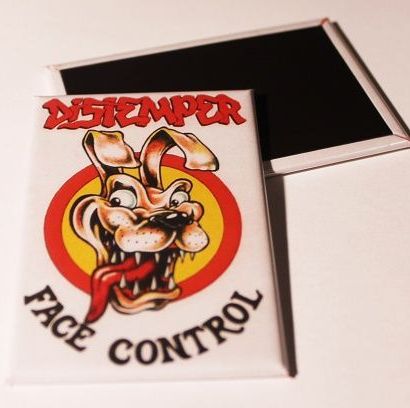 DISTEMPER
FACE CONTROL